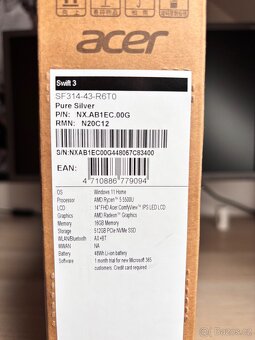 acer
Swift 3
SF314-43-R6T0
Pure Silver
P/N: NX.AB1EC.00G
RMN: N20C12
S/N:NXAB1EC00G448067C83400
EAN:
4 710886 779094
OS Windows 11 Home
Processor AMD Ryzen™ 5 5500U
LCD 14" FHD Acer ComfyView™ IPS LED LCD
Graphics AMD Radeon™ Graphics
Memory 16GB Memory
Storage 512GB PCIe NVMe SSD
WLAN/Bluetooth AX+BT
WWAN NA
Battery 48Wh Li-ion battery
Software 1 month trial for new Microsoft 365
customers. Credit card required.
bazoš.cz